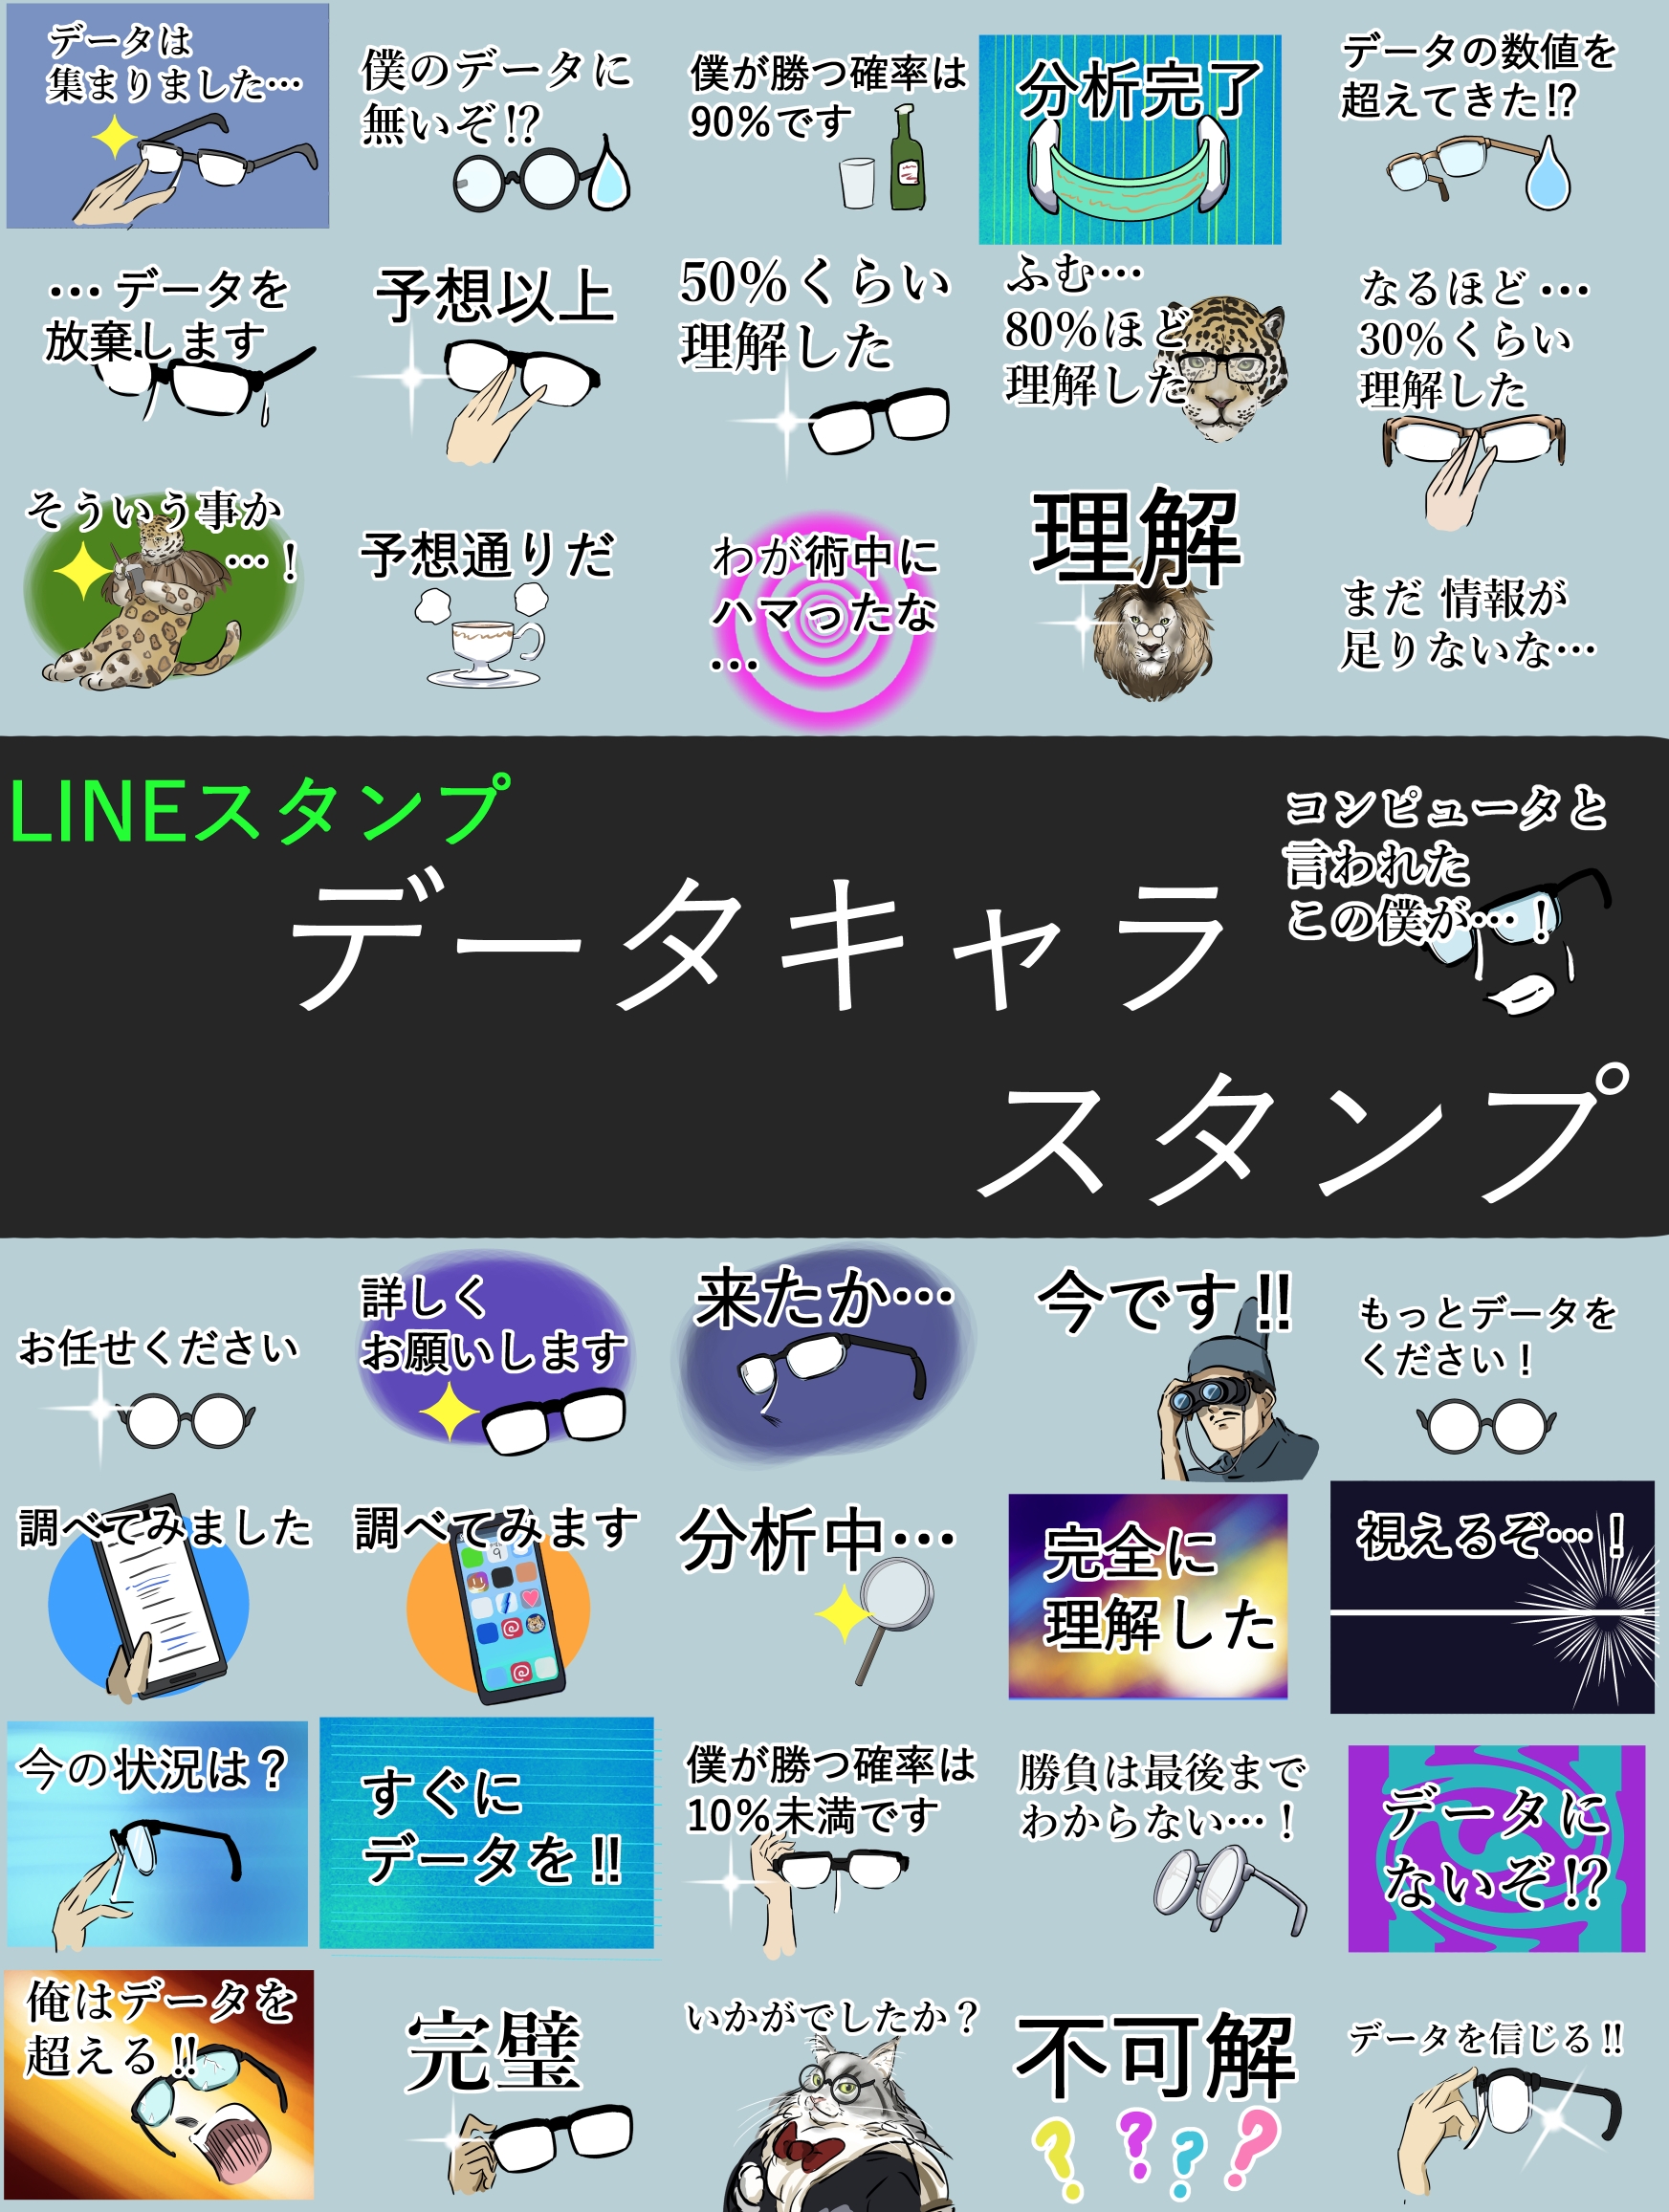 データは
集まりました…
僕のデータに
無いぞ!?
僕が勝つ確率は
90%です
分析完了
データの数値を
超えてきた!?
…データを
放棄します
予想以上
50%くらい
理解した
ふむ…
80%ほど
理解した
なるほど…
30%くらい
理解した
そういう事か
…!
予想通りだ
わが術中に
ハマったな
…
理解
まだ 情報が
足りないな…
LINEスタンプ
データキャラ
スタンプ
コンピュータと
言われた
この僕が…!
お任せください
詳しく
お願いします
来たか…
今です!!
もっとデータを
ください!
調べてみました
調べてみます
9
分析中…
完全に
理解した
視えるぞ…!
今の状況は?
すぐに
データを!!
僕が勝つ確率は
10%未満です
勝負は最後まで
わからない…!
データに
ないぞ!?
俺はデータを
超える!!
完璧
いかがでしたか?
不可解
? ? ? ?
データを信じる!!